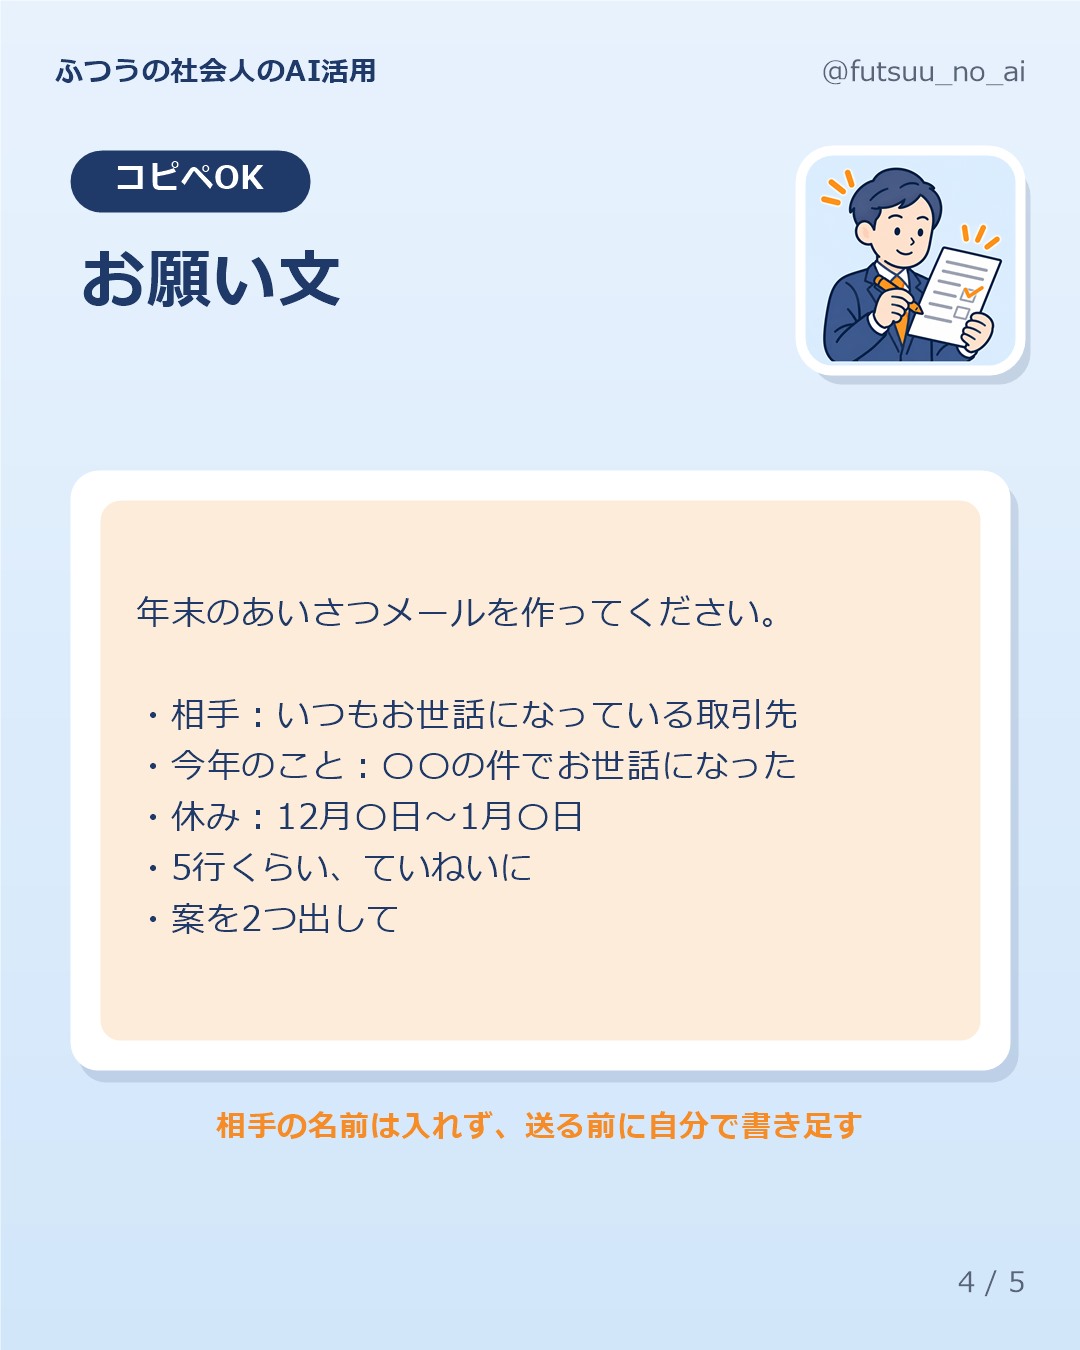 ふつうの社会人のAI活用
@futsuu_no_ai
コピペOK
お願い文
年末のあいさつメールを作ってください。
・相手：いつもお世話になっている取引先
・今年のこと：〇〇の件でお世話になった
・休み：12月〇日〜1月〇日
・5行くらい、ていねいに
・案を2つ出して
相手の名前は入れず、送る前に自分で書き足す
4 / 5